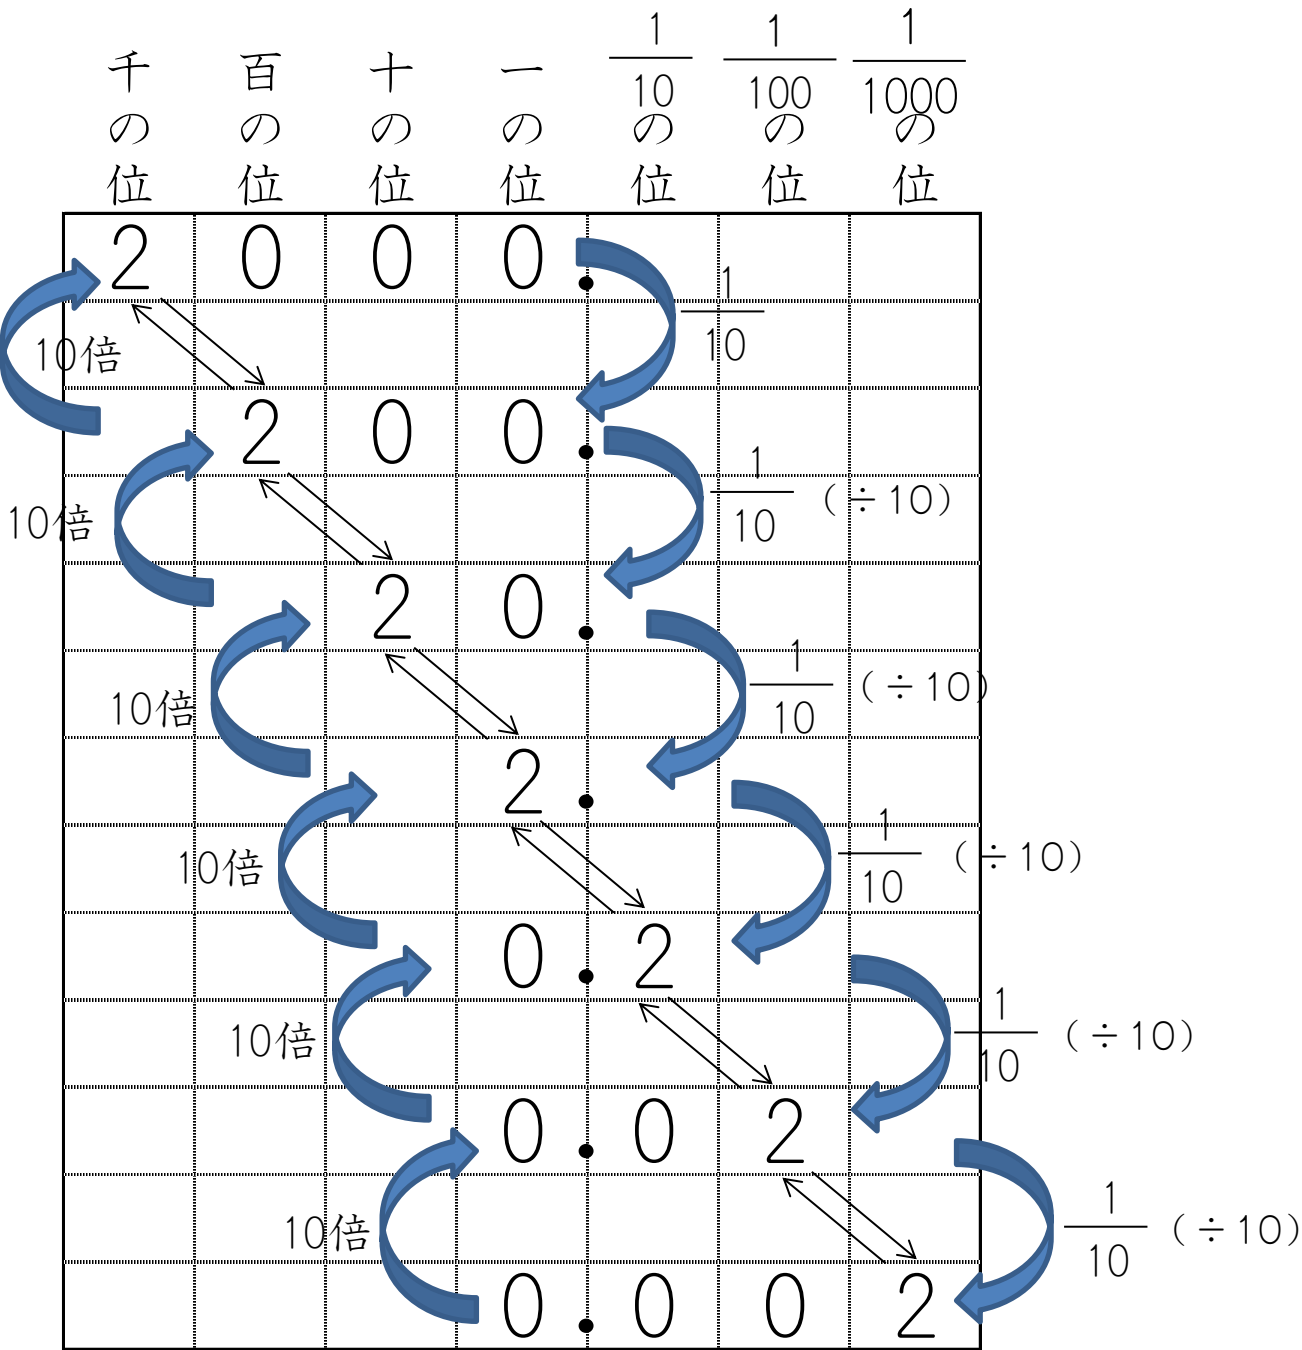 千の位 百の位 十の位 一の位 1/10の位 1/100の位 1/1000の位
2 0 0 0.
10倍 1/10
2 0 0.
10倍 1/10 (÷10)
2 0.
10倍 1/10 (÷10)
2.
10倍 1/10 (÷10)
0.2
10倍 1/10 (÷10)
0.0 2
10倍 1/10 (÷10)
0.0 0 2